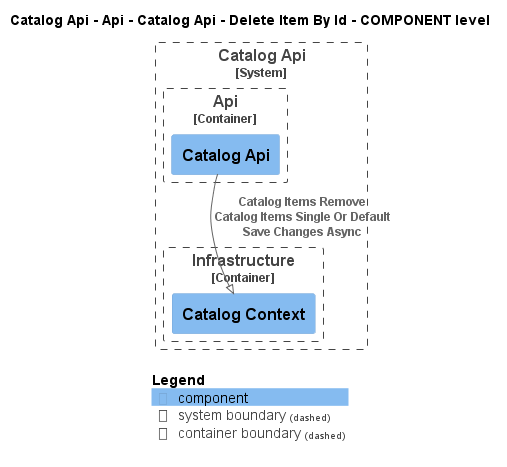 Catalog Api - Api - Catalog Api - Delete Item By Id - COMPONENT level
Catalog Api
[System]
Api
[Container]
Catalog Api
Catalog Items Remove
Catalog Items Single Or Default
Save Changes Async
Infrastructure
[Container]
Catalog Context
Legend
component
system boundary (dashed)
container boundary (dashed)